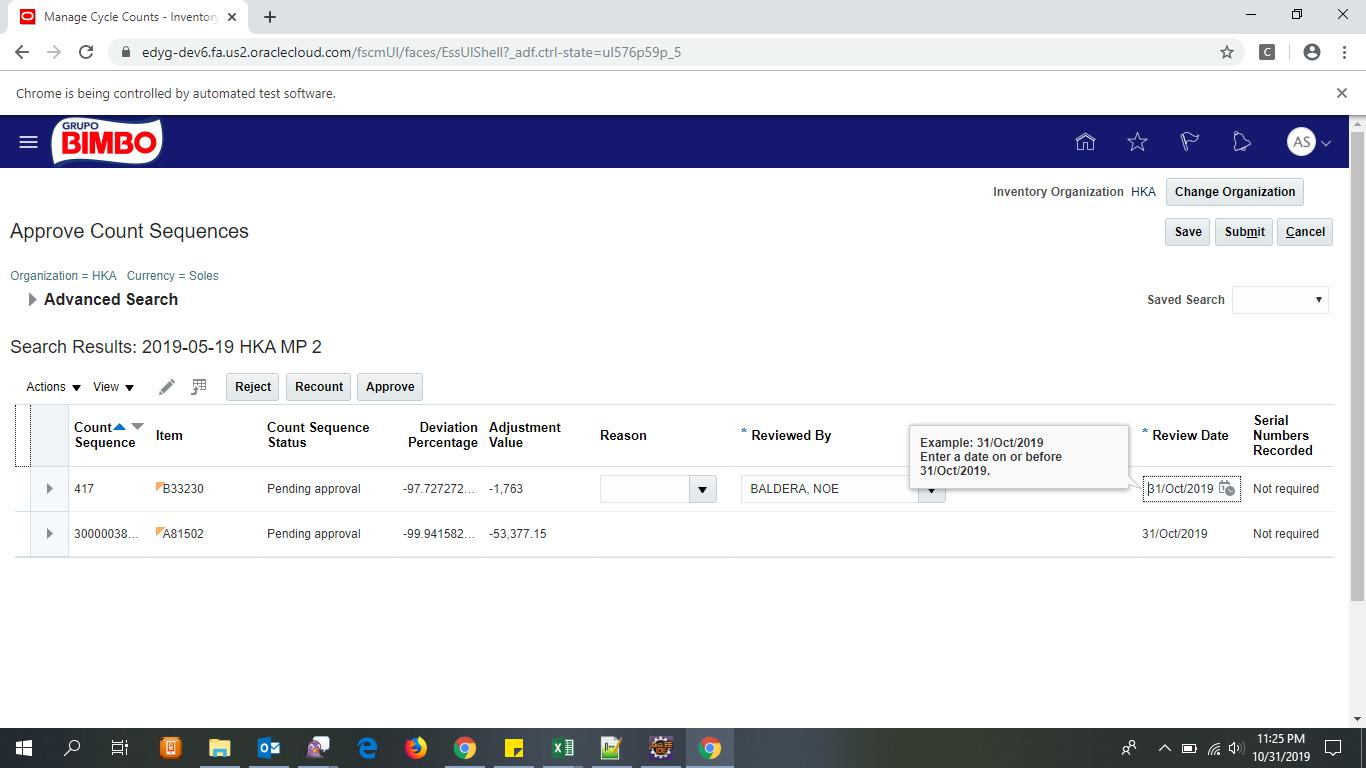 Manage Cycle Counts - Inventory
edyg-dev6.fa.us2.oraclecloud.com/fscmUI/faces/EssUIShell?_adf.ctrl-state=ul576p59p_5
C
Chrome is being controlled by automated test software.
GRUPO
BIMBO
AS
Inventory Organization HKA Change Organization
Approve Count Sequences
Save Submit Cancel
Organization = HKA Currency = Soles
Advanced Search
Saved Search
Search Results: 2019-05-19 HKA MP 2
Actions View Reject Recount Approve
Count Sequence Item Count Sequence Status Deviation Percentage Adjustment Value Reason * Reviewed By * Review Date Serial Numbers Recorded
Example: 31/Oct/2019
Enter a date on or before
31/Oct/2019.
417 B33230 Pending approval -97.727272... -1,763 BALDERA, NOE 31/Oct/2019 Not required
30000038... A81502 Pending approval -99.941582... -53,377.15 31/Oct/2019 Not required
11:25 PM
10/31/2019